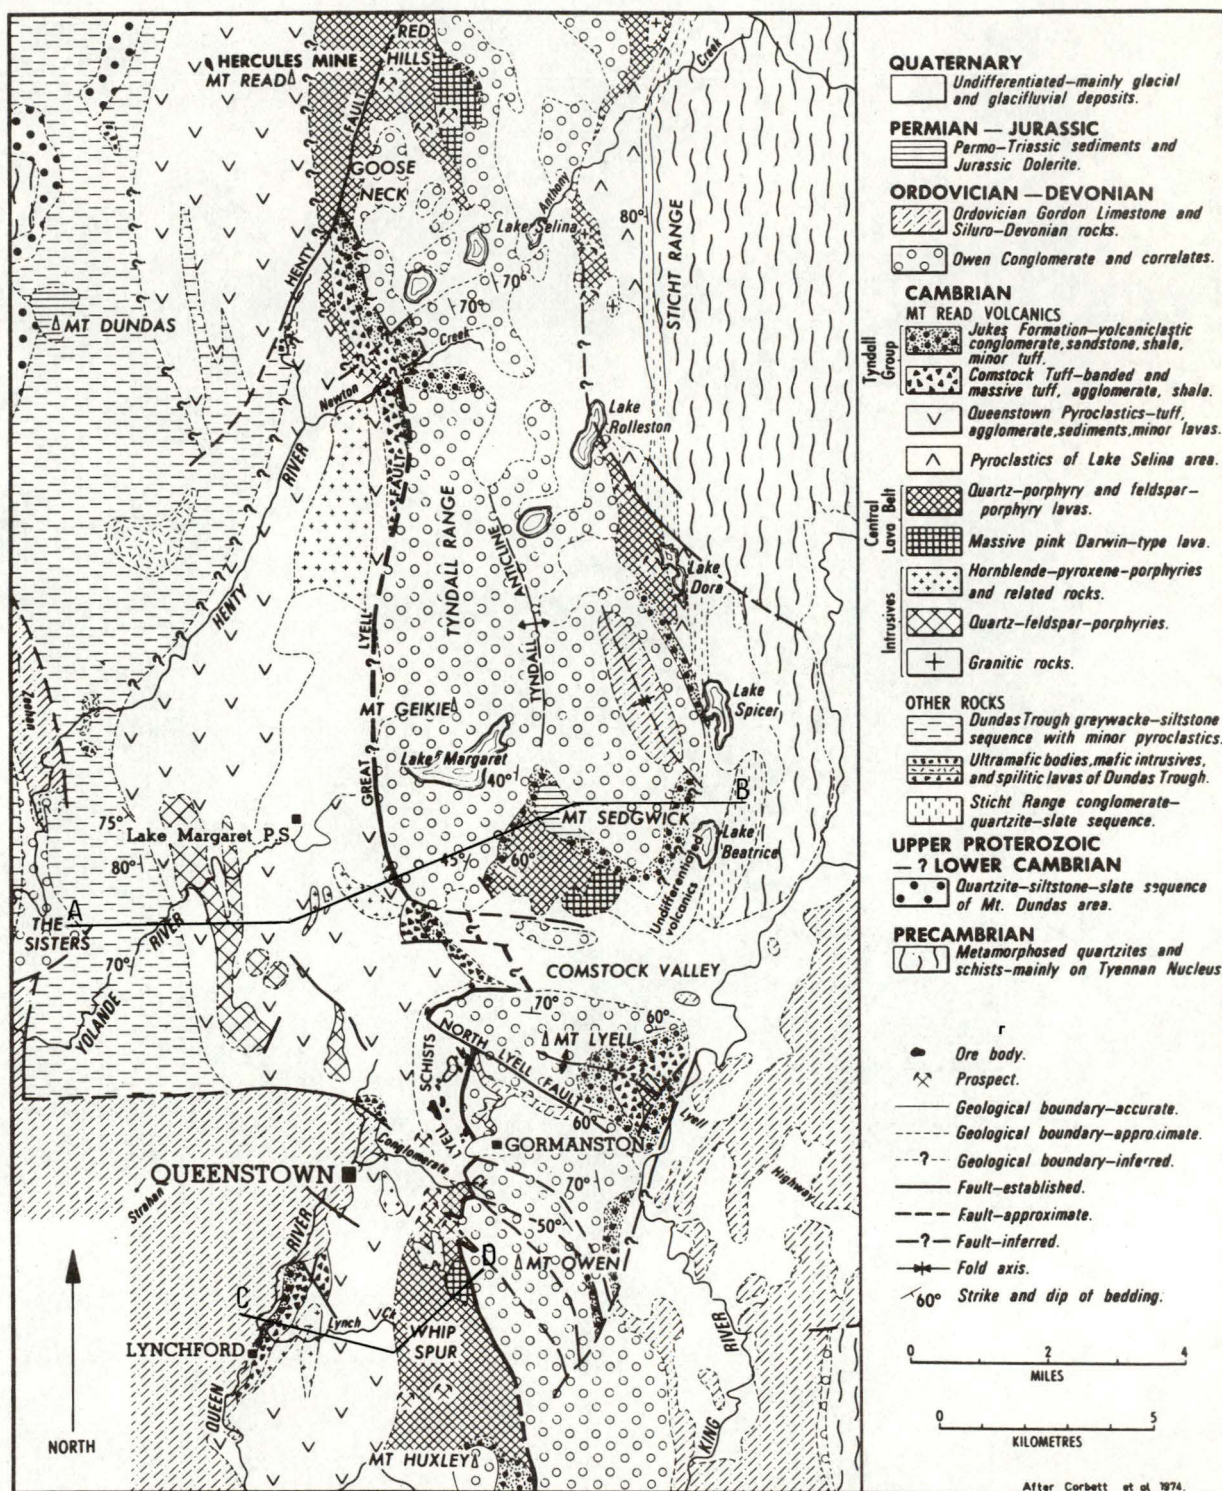 RED
HILLS
HERCULES MINE
MT READ
HENTY FAULT
GOOSE
NECK
Creek
Anthony
Lake Selina
80°
70°
70°
STICHT RANGE
MT DUNDAS
Newton
Creek
HENTY RIVER
Lake
Rolleston
GREAT LYELL FAULT
TYNDALL RANGE
TYNDALL ANTICLINE
Lake
Dora
Lake
Spicer
MT GEIKIE
Lake Margaret
40°
Zeehan
75°
Lake Margaret P.S.
80°
B
MT SEDGWICK
Lake
Beatrice
45°
60°
Undifferentiated
volcanics
A
THE
SISTERS
70°
YOLANDE
RIVER
COMSTOCK VALLEY
70°
60°
MT LYELL
NORTH LYELL FAULT
LYELL SCHISTS
60°
GORMANSTON
Lyell
Highway
Conglomerate
Ck
QUEENSTOWN
Strahan
70°
50°
D
MT OWEN
C
Lynch
Ck
LYNCHFORD
WHIP
SPUR
QUEEN
RIVER
KING
RIVER
MT HUXLEY
NORTH
QUATERNARY
Undifferentiated—mainly glacial
and glacifluvial deposits.
PERMIAN — JURASSIC
Permo-Triassic sediments and
Jurassic Dolerite.
ORDOVICIAN — DEVONIAN
Ordovician Gordon Limestone and
Siluro-Devonian rocks.
Owen Conglomerate and correlates.
CAMBRIAN
MT READ VOLCANICS
Tyndall
Group
Jukes Formation—volcaniclastic
conglomerate, sandstone, shale,
minor tuff.
Comstock Tuff—banded and
massive tuff, agglomerate, shale.
Queenstown Pyroclastics—tuff,
agglomerate, sediments, minor lavas.
Pyroclastics of Lake Selina area.
Central
Lava Belt
Quartz-porphyry and feldspar-
porphyry lavas.
Massive pink Darwin-type lava.
Intrusives
Hornblende-pyroxene-porphyries
and related rocks.
Quartz-feldspar-porphyries.
Granitic rocks.
OTHER ROCKS
Dundas Trough greywacke-siltstone
sequence with minor pyroclastics.
Ultramafic bodies, mafic intrusives,
and spilitic lavas of Dundas Trough.
Sticht Range conglomerate-
quartzite-slate sequence.
UPPER PROTEROZOIC
— ? LOWER CAMBRIAN
Quartzite-siltstone-slate sequence
of Mt. Dundas area.
PRECAMBRIAN
Metamorphosed quartzites and
schists-mainly on Tyennan Nucleus
r
Ore body.
Prospect.
Geological boundary—accurate.
Geological boundary—approximate.
Geological boundary—inferred.
Fault—established.
Fault—approximate.
Fault—inferred.
Fold axis.
60° Strike and dip of bedding.
0 2 4
MILES
0 5
KILOMETRES
After Corbett et al 1974.